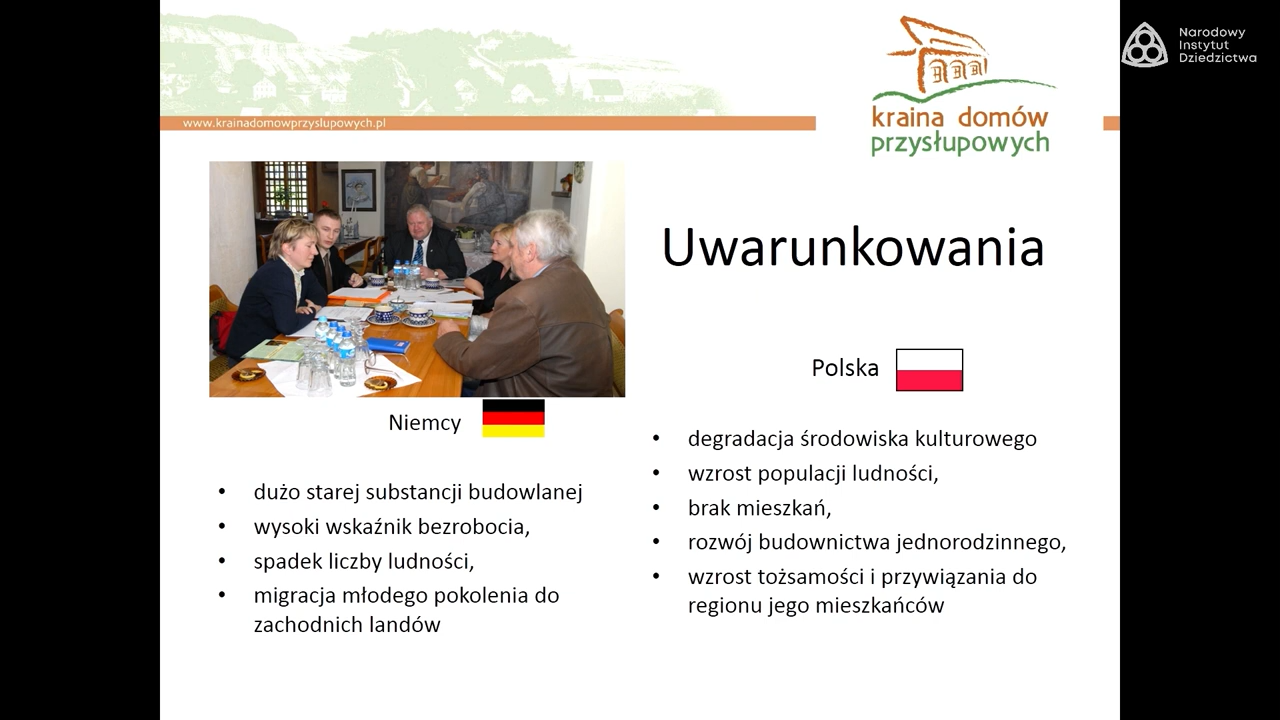 Narodowy
Instytut
Dziedzictwa
www.krainadomowprzyslupowych.pl
kraina domów
przysłupowych
Uwarunkowania
Niemcy
• dużo starej substancji budowlanej
• wysoki wskaźnik bezrobocia,
• spadek liczby ludności,
• migracja młodego pokolenia do
zachodnich landów
Polska
• degradacja środowiska kulturowego
• wzrost populacji ludności,
• brak mieszkań,
• rozwój budownictwa jednorodzinnego,
• wzrost tożsamości i przywiązania do
regionu jego mieszkańców